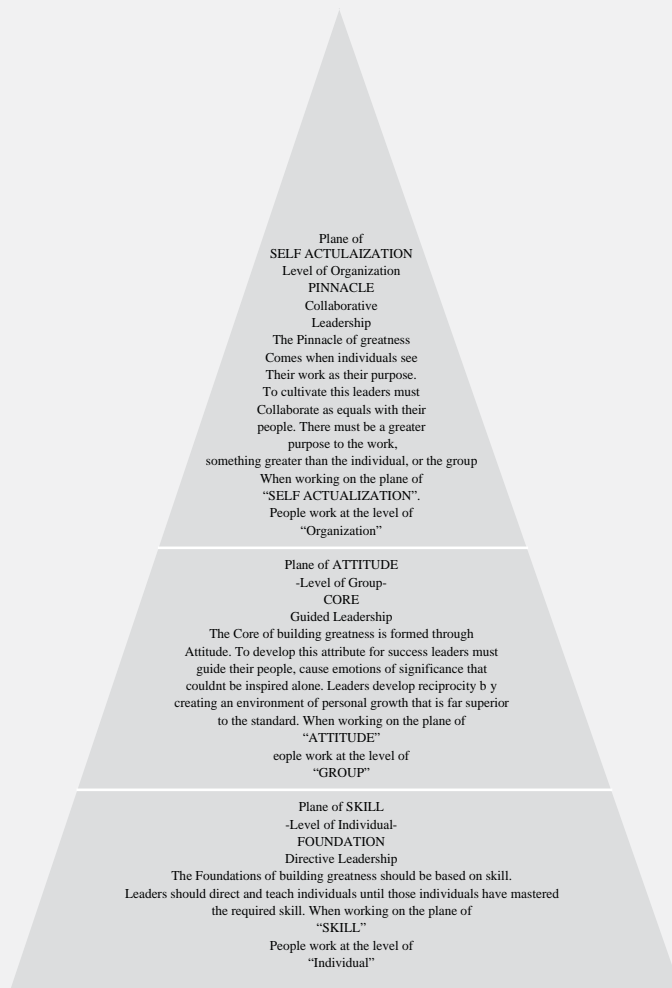 Plane of
SELF ACTULAIZATION
Level of Organization
PINNACLE
Collaborative
Leadership
The Pinnacle of greatness
Comes when individuals see
Their work as their purpose.
To cultivate this leaders must
Collaborate as equals with their
people. There must be a greater
purpose to the work,
something greater than the individual, or the group
When working on the plane of
“SELF ACTUALIZATION”.
People work at the level of
“Organization”
Plane of ATTITUDE
-Level of Group-
CORE
Guided Leadership
The Core of building greatness is formed through
Attitude. To develop this attribute for success leaders must
guide their people, cause emotions of significance that
couldnt be inspired alone. Leaders develop reciprocity b y
creating an environment of personal growth that is far superior
to the standard. When working on the plane of
“ATTITUDE”
eople work at the level of
“GROUP”
Plane of SKILL
-Level of Individual-
FOUNDATION
Directive Leadership
The Foundations of building greatness should be based on skill.
Leaders should direct and teach individuals until those individuals have mastered
the required skill. When working on the plane of
“SKILL”
People work at the level of
“Individual”